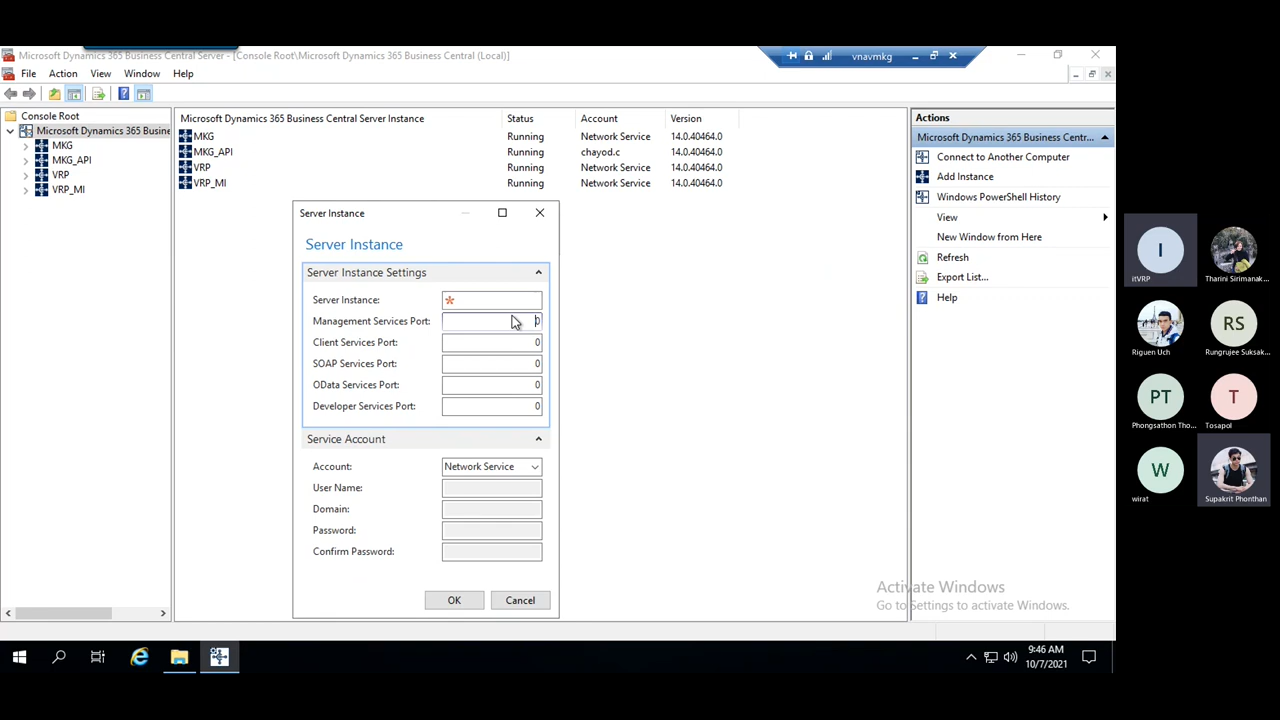 Microsoft Dynamics 365 Business Central Server - [Console Root\Microsoft Dynamics 365 Business Central (Local)]
vnavmkg
File Action View Window Help
Console Root
Microsoft Dynamics 365 Busine
MKG
MKG_API
VRP
VRP_MI
Microsoft Dynamics 365 Business Central Server Instance Status Account Version
MKG Running Network Service 14.0.40464.0
MKG_API Running chayod.c 14.0.40464.0
VRP Running Network Service 14.0.40464.0
VRP_MI Running Network Service 14.0.40464.0
Server Instance
Server Instance
Server Instance Settings
Server Instance: *
Management Services Port: 0
Client Services Port: 0
SOAP Services Port: 0
OData Services Port: 0
Developer Services Port: 0
Service Account
Account: Network Service
User Name:
Domain:
Password:
Confirm Password:
OK Cancel
Actions
Microsoft Dynamics 365 Business Centr...
Connect to Another Computer
Add Instance
Windows PowerShell History
View
New Window from Here
Refresh
Export List...
Help
Activate Windows
Go to Settings to activate Windows.
9:46 AM
10/7/2021
I
itVRP Tharini Sirimanak...
RS
Riguen Uch Rungrujee Suksak...
PT T
Phongsathon Tho... Tosapol
W
wirat Supakrit Phonthan